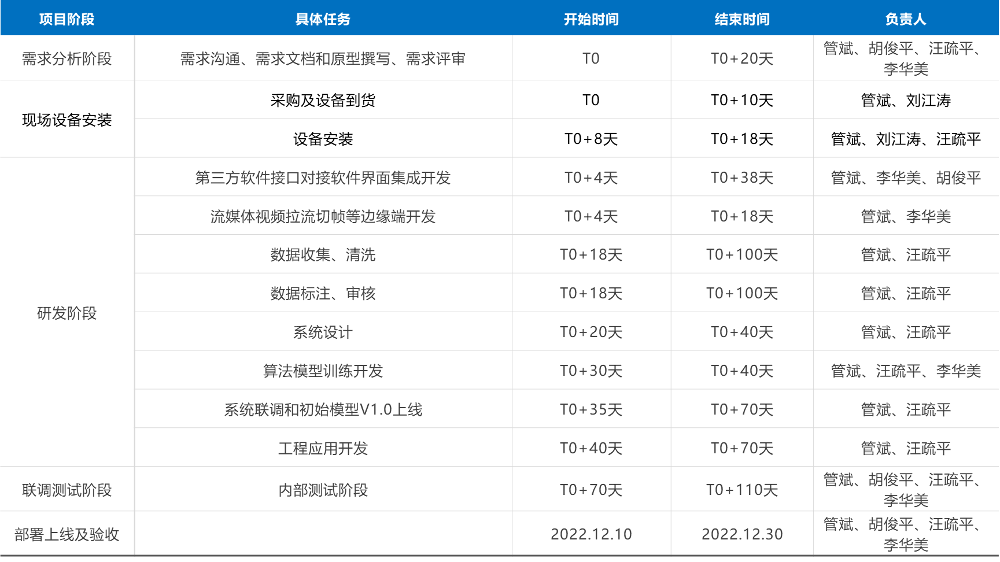 项目阶段 具体任务 开始时间 结束时间 负责人
需求分析阶段 需求沟通、需求文档和原型撰写、需求评审 T0 T0+20天 管斌、胡俊平、汪疏平、
李华美
现场设备安装
采购及设备到货 T0 T0+10天 管斌、刘江涛
设备安装 T0+8天 T0+18天 管斌、刘江涛、汪疏平
研发阶段
第三方软件接口对接软件界面集成开发 T0+4天 T0+38天 管斌、李华美、胡俊平
流媒体视频拉流切帧等边缘端开发 T0+4天 T0+18天 管斌、李华美
数据收集、清洗 T0+18天 T0+100天 管斌、汪疏平
数据标注、审核 T0+18天 T0+100天 管斌、汪疏平
系统设计 T0+20天 T0+40天 管斌、汪疏平
算法模型训练开发 T0+30天 T0+40天 管斌、汪疏平、李华美
系统联调和初始模型V1.0上线 T0+35天 T0+70天 管斌、汪疏平
工程应用开发 T0+40天 T0+70天 管斌、汪疏平
联调测试阶段 内部测试阶段 T0+70天 T0+110天 管斌、胡俊平、汪疏平、
李华美
部署上线及验收 2022.12.10 2022.12.30 管斌、胡俊平、汪疏平、
李华美